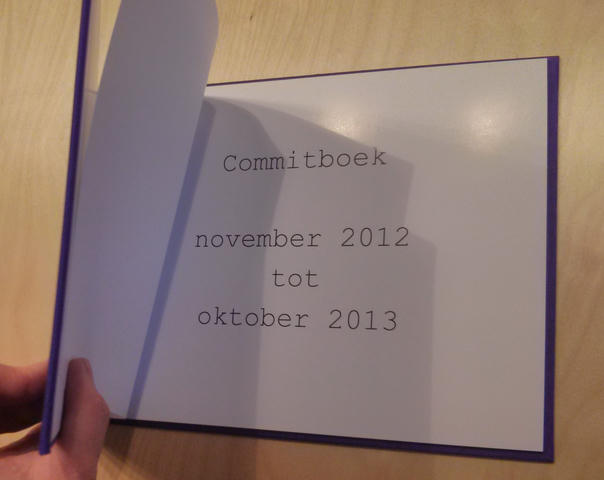 Commitboek
november 2012
tot
oktober 2013